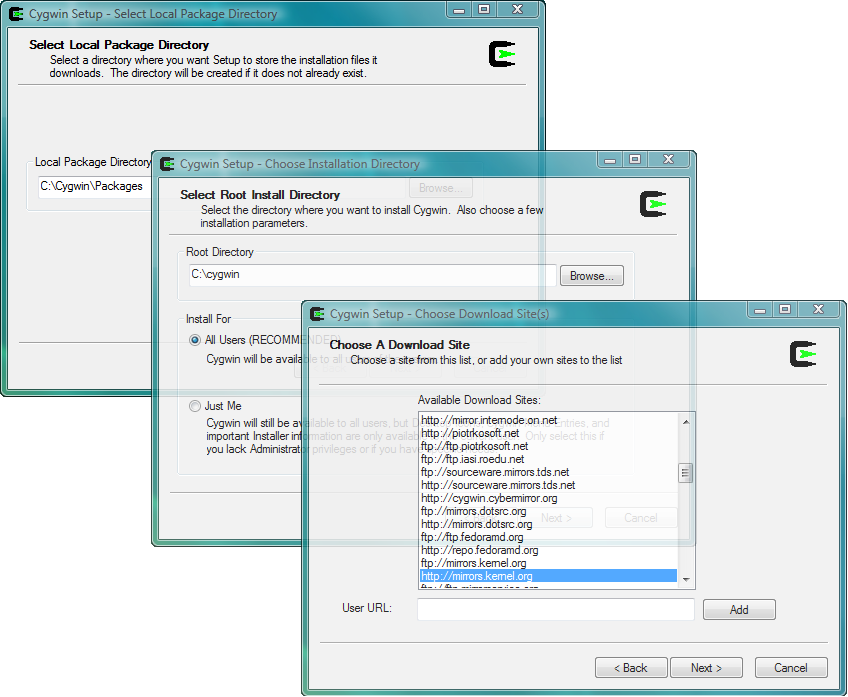 Cygwin Setup - Select Local Package Directory
Select Local Package Directory
Select a directory where you want Setup to store the installation files it
downloads. The directory will be created if it does not already exist.
Local Package Directory
C:\Cygwin\Packages
Browse...
Cygwin Setup - Choose Installation Directory
Select Root Install Directory
Select the directory where you want to install Cygwin. Also choose a few
installation parameters.
Root Directory
C:\cygwin
Browse...
Install For
All Users (RECOMMENDED)
Cygwin will be available to all users
Just Me
Cygwin will still be available to all users, but Entries, and
important Installer information are only available Only select this if
you lack Administrator privileges or if you have
Next >
Cancel
Cygwin Setup - Choose Download Site(s)
Choose A Download Site
Choose a site from this list, or add your own sites to the list
Available Download Sites:
http://mirror.internode.on.net
http://piotrkosoft.net
ftp://ftp.piotrkosoft.net
ftp://ftp.iasi.roedu.net
ftp://sourceware.mirrors.tds.net
http://sourceware.mirrors.tds.net
http://cygwin.cybermirror.org
ftp://mirrors.dotsrc.org
http://mirrors.dotsrc.org
ftp://ftp.fedoramd.org
http://repo.fedoramd.org
ftp://mirrors.kernel.org
http://mirrors.kernel.org
User URL:
Add
< Back
Next >
Cancel